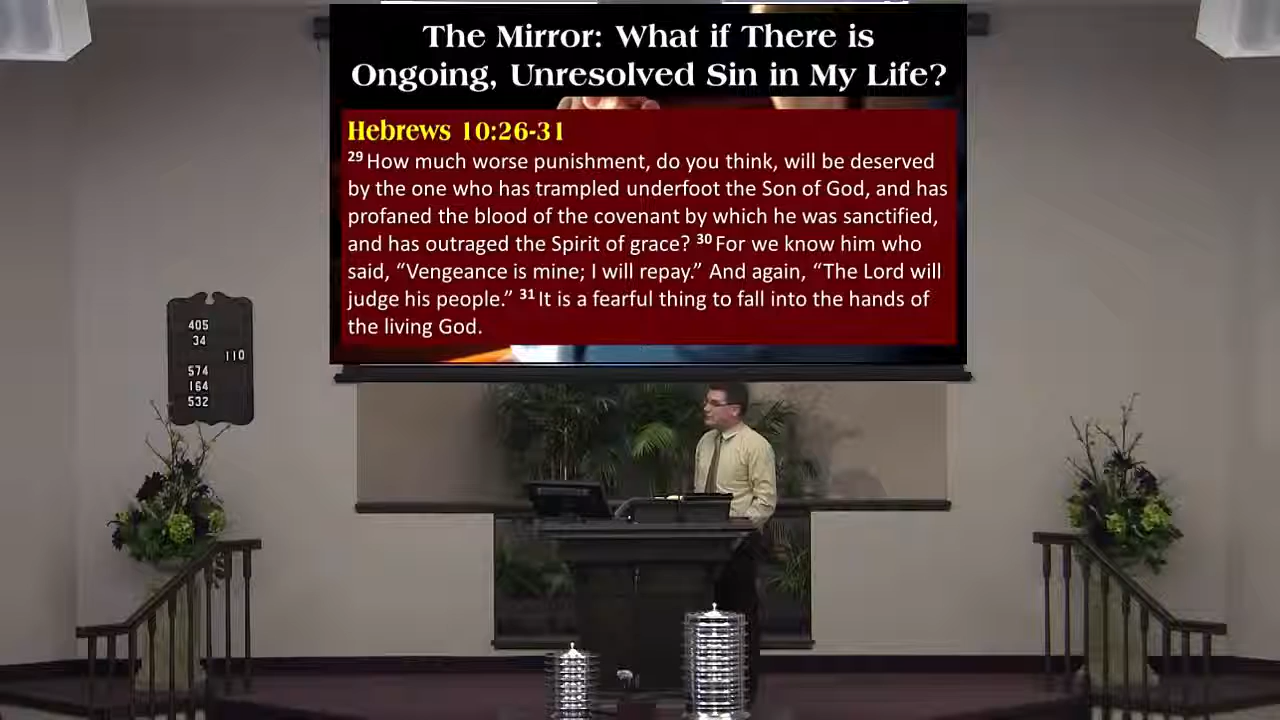 The Mirror: What if There is
Ongoing, Unresolved Sin in My Life?
Hebrews 10:26-31
29 How much worse punishment, do you think, will be deserved
by the one who has trampled underfoot the Son of God, and has
profaned the blood of the covenant by which he was sanctified,
and has outraged the Spirit of grace? 30 For we know him who
said, “Vengeance is mine; I will repay.” And again, “The Lord will
judge his people.” 31 It is a fearful thing to fall into the hands of
the living God.
405
34
110
574
164
532